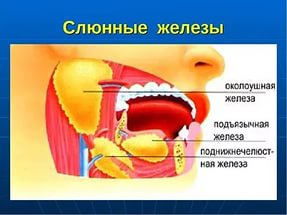 Слюнные железы
околоушная
железа
подъязычная
железа
поднижнечелюст-
ная железа